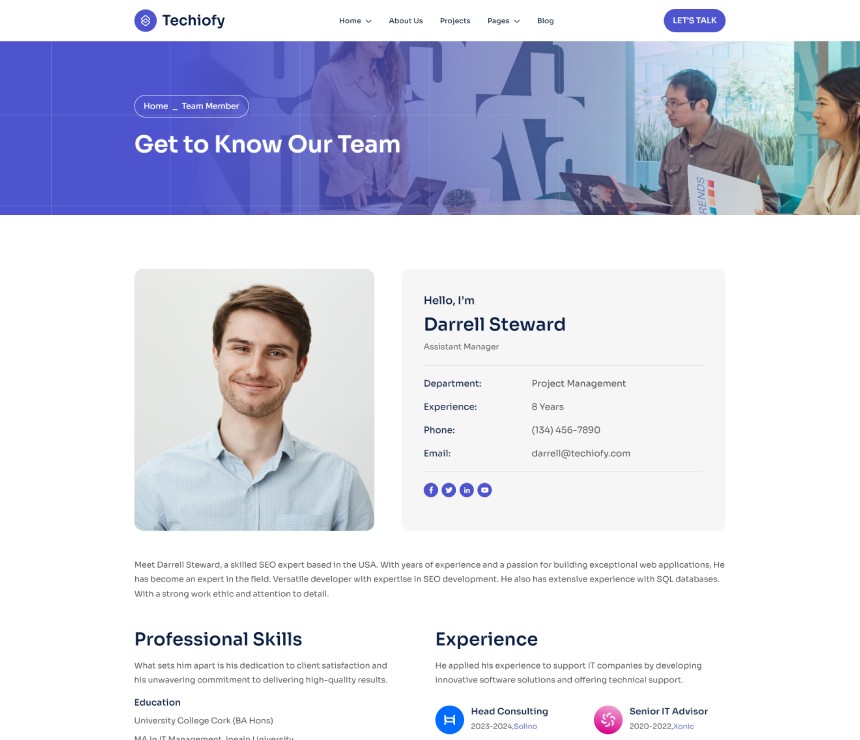 Techiofy
Home About Us Projects Pages Blog
LET'S TALK
Home _ Team Member
Get to Know Our Team
RENDS
Hello, I'm
Darrell Steward
Assistant Manager
Department: Project Management
Experience: 8 Years
Phone: (134) 456-7890
Email: darrell@techiofy.com
Meet Darrell Steward, a skilled SEO expert based in the USA. With years of experience and a passion for building exceptional web applications, He
has become an expert in the field. Versatile developer with expertise in SEO development. He also has extensive experience with SQL databases.
With a strong work ethic and attention to detail.
Professional Skills
What sets him apart is his dedication to client satisfaction and
his unwavering commitment to delivering high-quality results.
Education
University College Cork (BA Hons)
MA in IT Management, Inegin University
Experience
He applied his experience to support IT companies by developing
innovative software solutions and offering technical support.
Head Consulting
2023-2024,Solino
Senior IT Advisor
2020-2022,Xonic